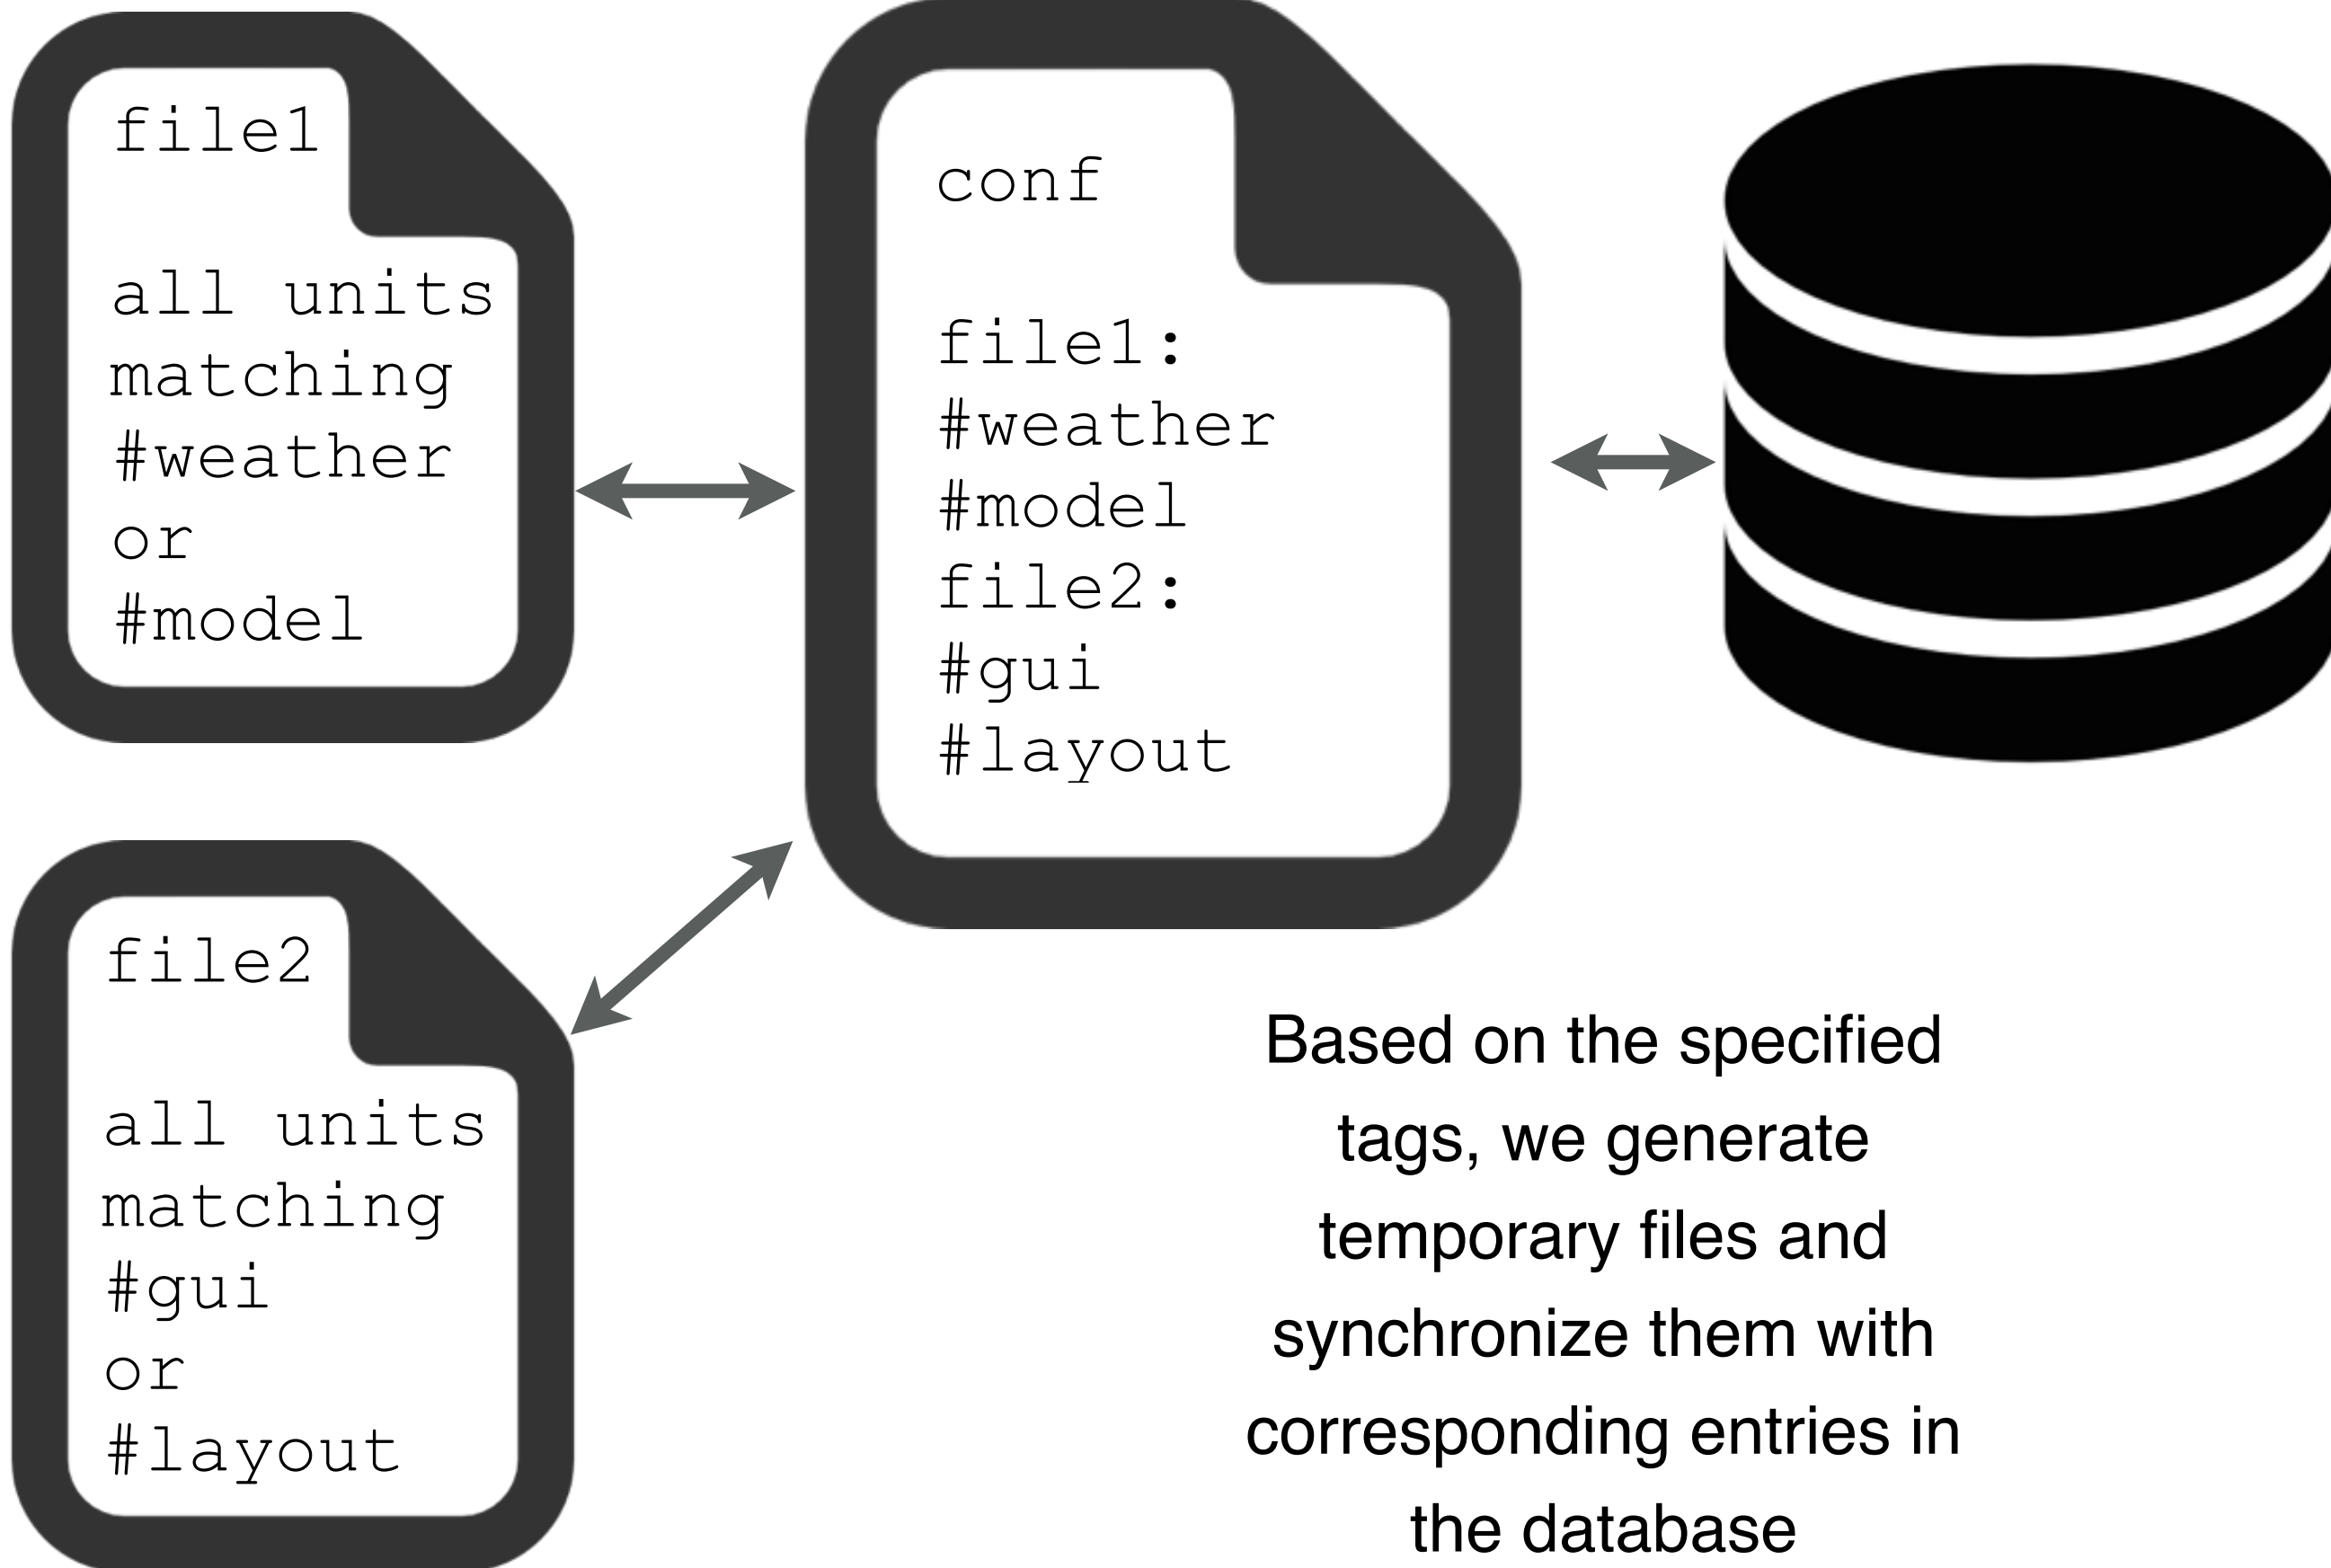 file1
all units
matching
#weather
or
#model
conf
file1:
#weather
#model
file2:
#gui
#layout
file2
all units
matching
#gui
or
#layout
Based on the specified
tags, we generate
temporary files and
synchronize them with
corresponding entries in
the database